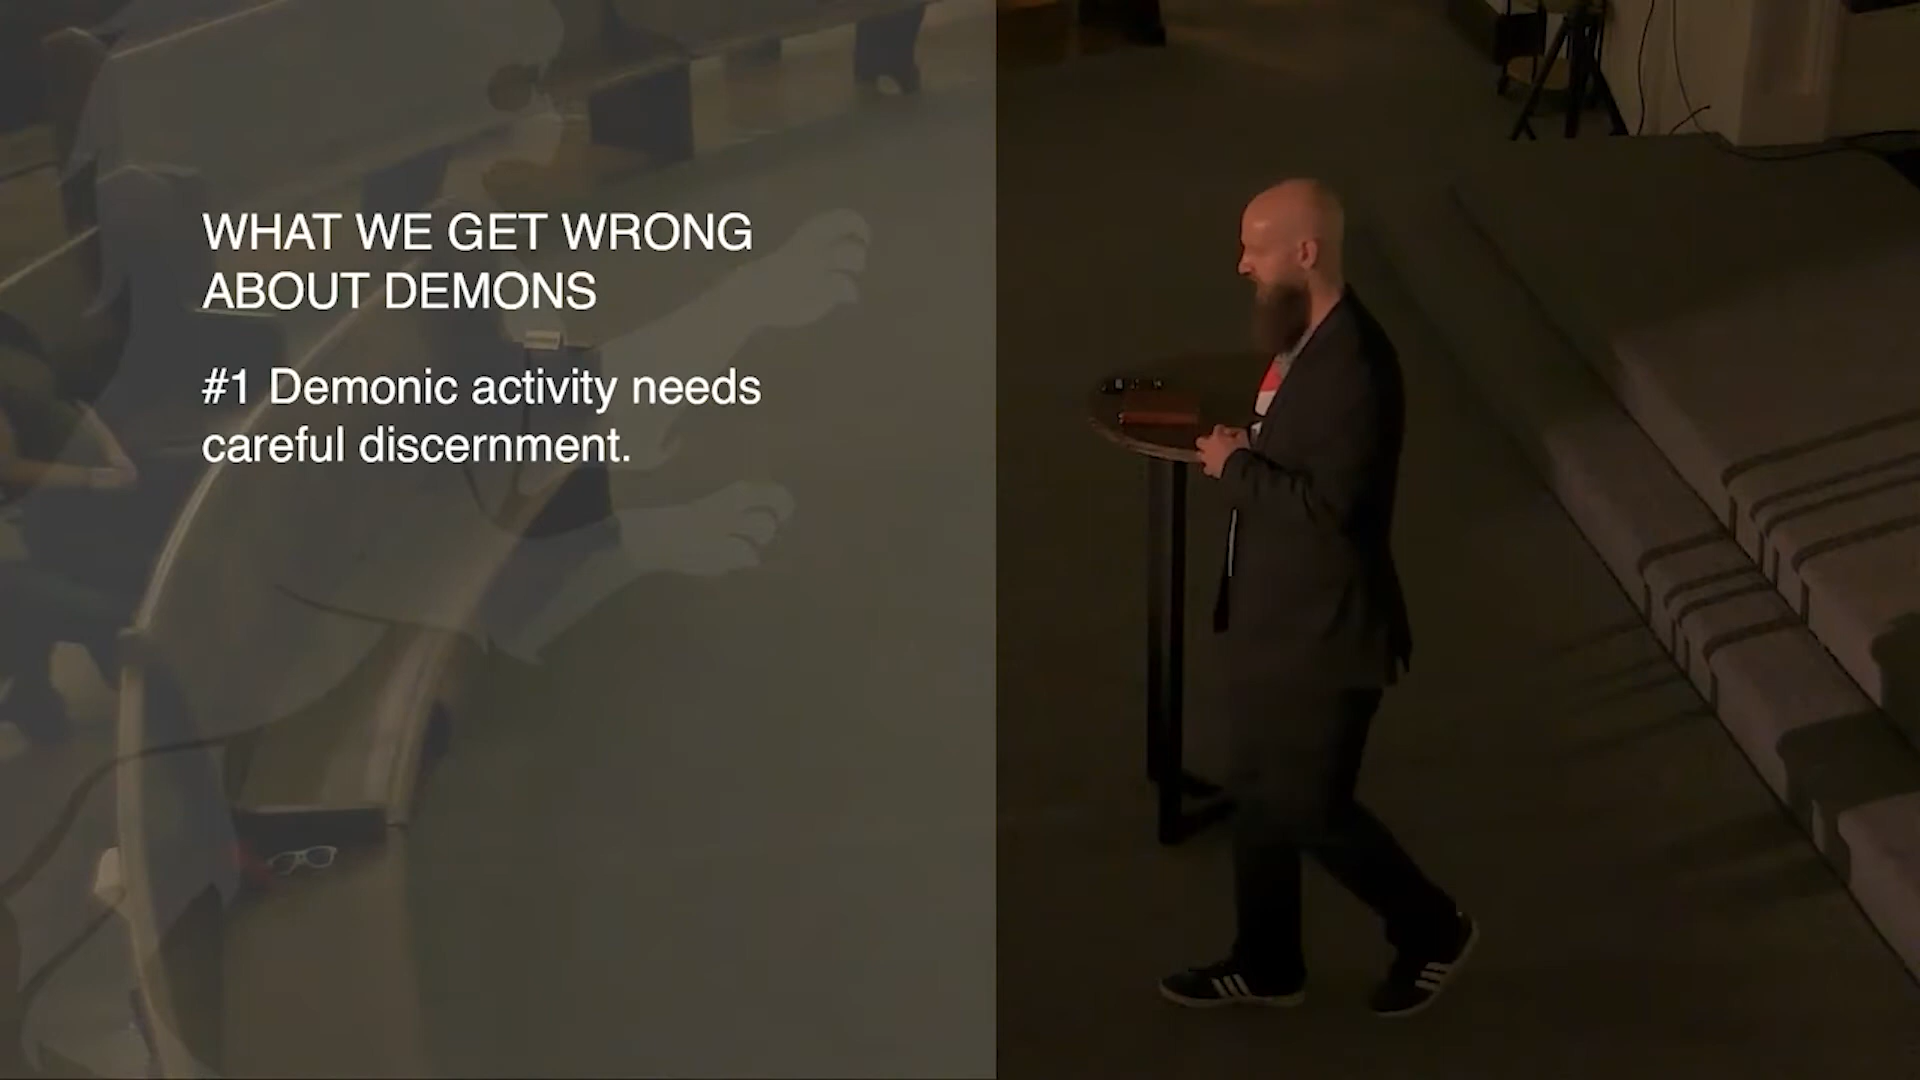 WHAT WE GET WRONG
ABOUT DEMONS
#1 Demonic activity needs
careful discernment.